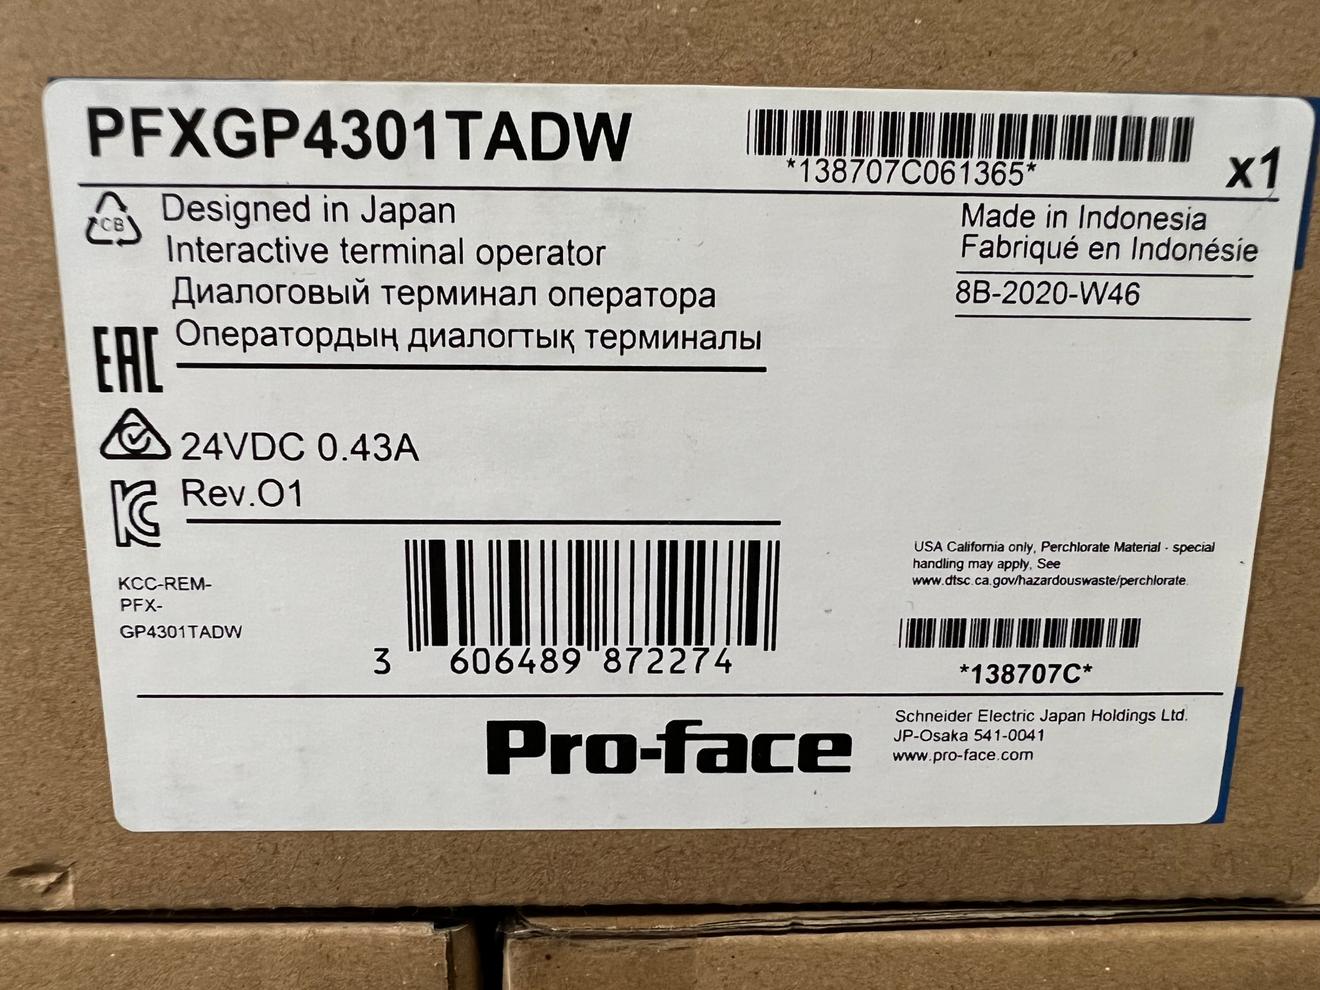 PFXGP4301TADW
*138707C061365*
x1
CB
Designed in Japan
Interactive terminal operator
Диалоговый терминал оператора
Оператордың диалогтық терминалы
Made in Indonesia
Fabriqué en Indonésie
8B-2020-W46
EAC
24VDC 0.43A
Rev.O1
KC
KCC-REM-
PFX-
GP4301TADW
3 606489 872274
USA California only, Perchlorate Material - special
handling may apply, See
www.dtsc.ca.gov/hazardouswaste/perchlorate.
*138707C*
Pro-face
Schneider Electric Japan Holdings Ltd.
JP-Osaka 541-0041
www.pro-face.com